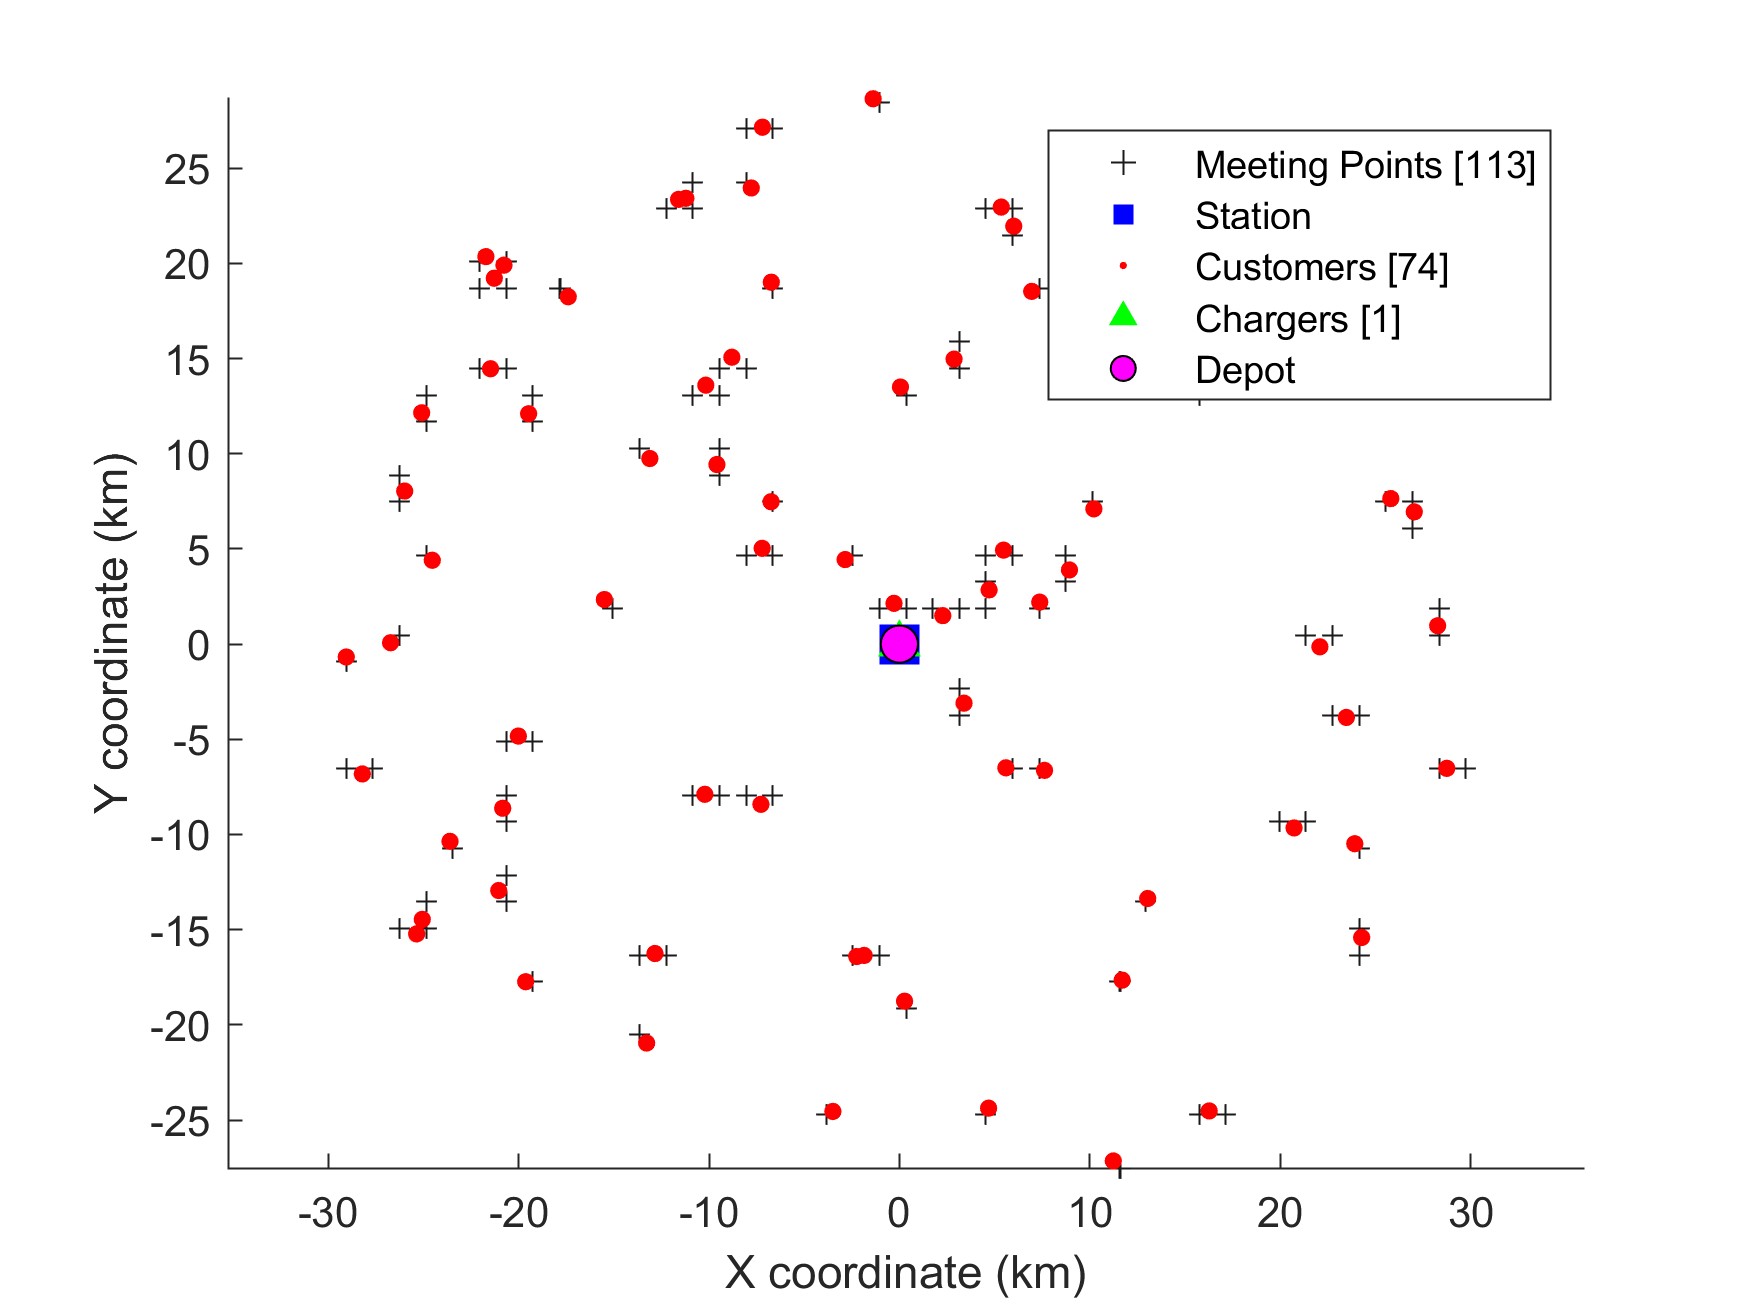 25
20
15
10
5
0
-5
-10
-15
-20
-25
Y coordinate (km)
Meeting Points [113]
Station
Customers [74]
Chargers [1]
Depot
-30 -20 -10 0 10 20 30
X coordinate (km)